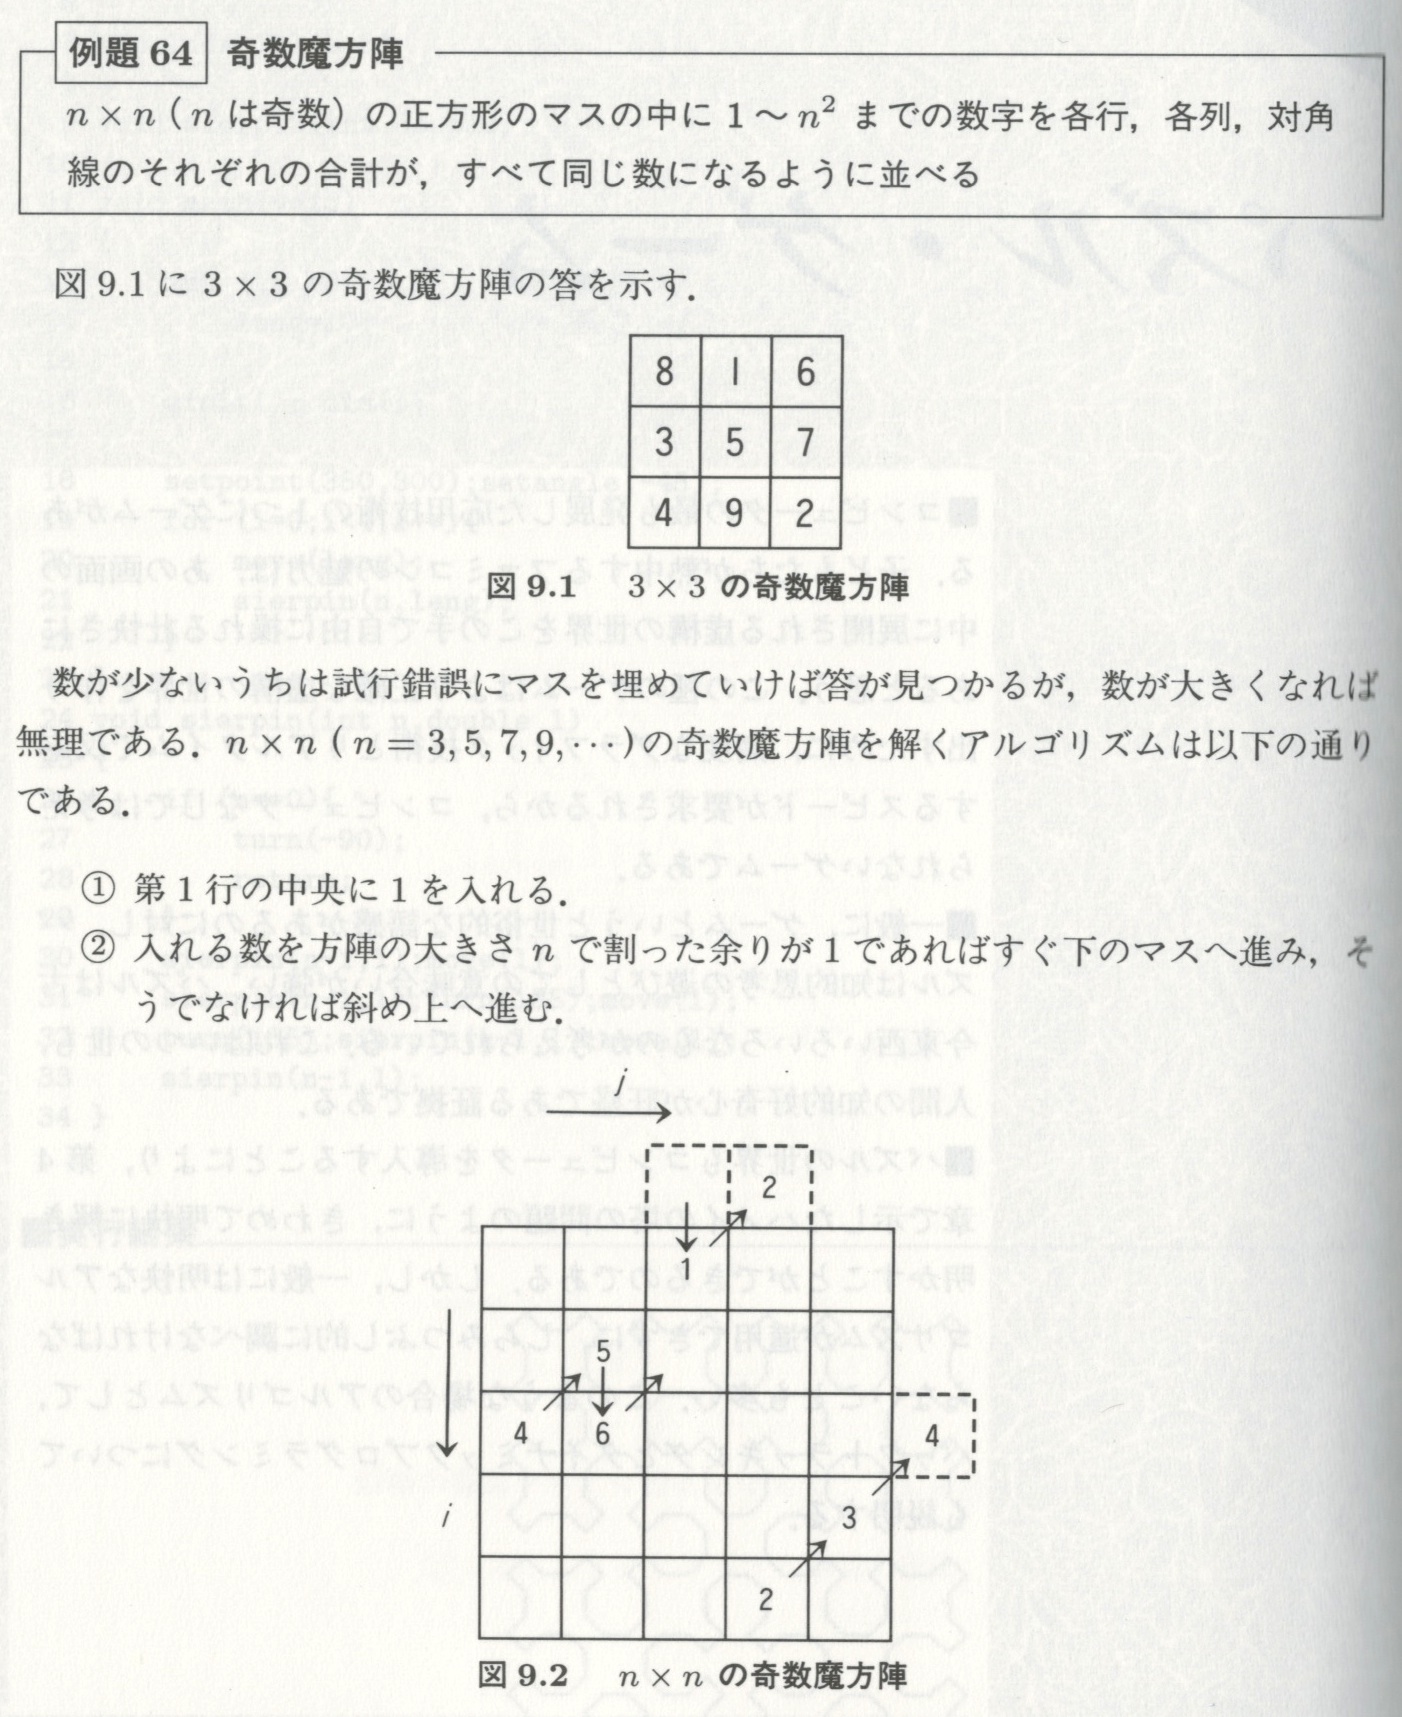 例題 64 奇数魔方陣
n × n ( n は奇数) の正方形のマスの中に 1 ～ n² までの数字を各行，各列，対角
線のそれぞれの合計が，すべて同じ数になるように並べる
図 9.1 に 3 × 3 の奇数魔方陣の答を示す．
8 1 6
3 5 7
4 9 2
図 9.1 3 × 3 の奇数魔方陣
数が少ないうちは試行錯誤にマスを埋めていけば答が見つかるが，数が大きくなれば
無理である．n × n ( n = 3, 5, 7, 9, ··· ) の奇数魔方陣を解くアルゴリズムは以下の通り
である．
① 第 1 行の中央に 1 を入れる．
② 入れる数を方陣の大きさ n で割った余りが 1 であればすぐ下のマスへ進み，そ
うでなければ斜め上へ進む．
j
2
1
5
4 6 4
i 3
2
図 9.2 n × n の奇数魔方陣